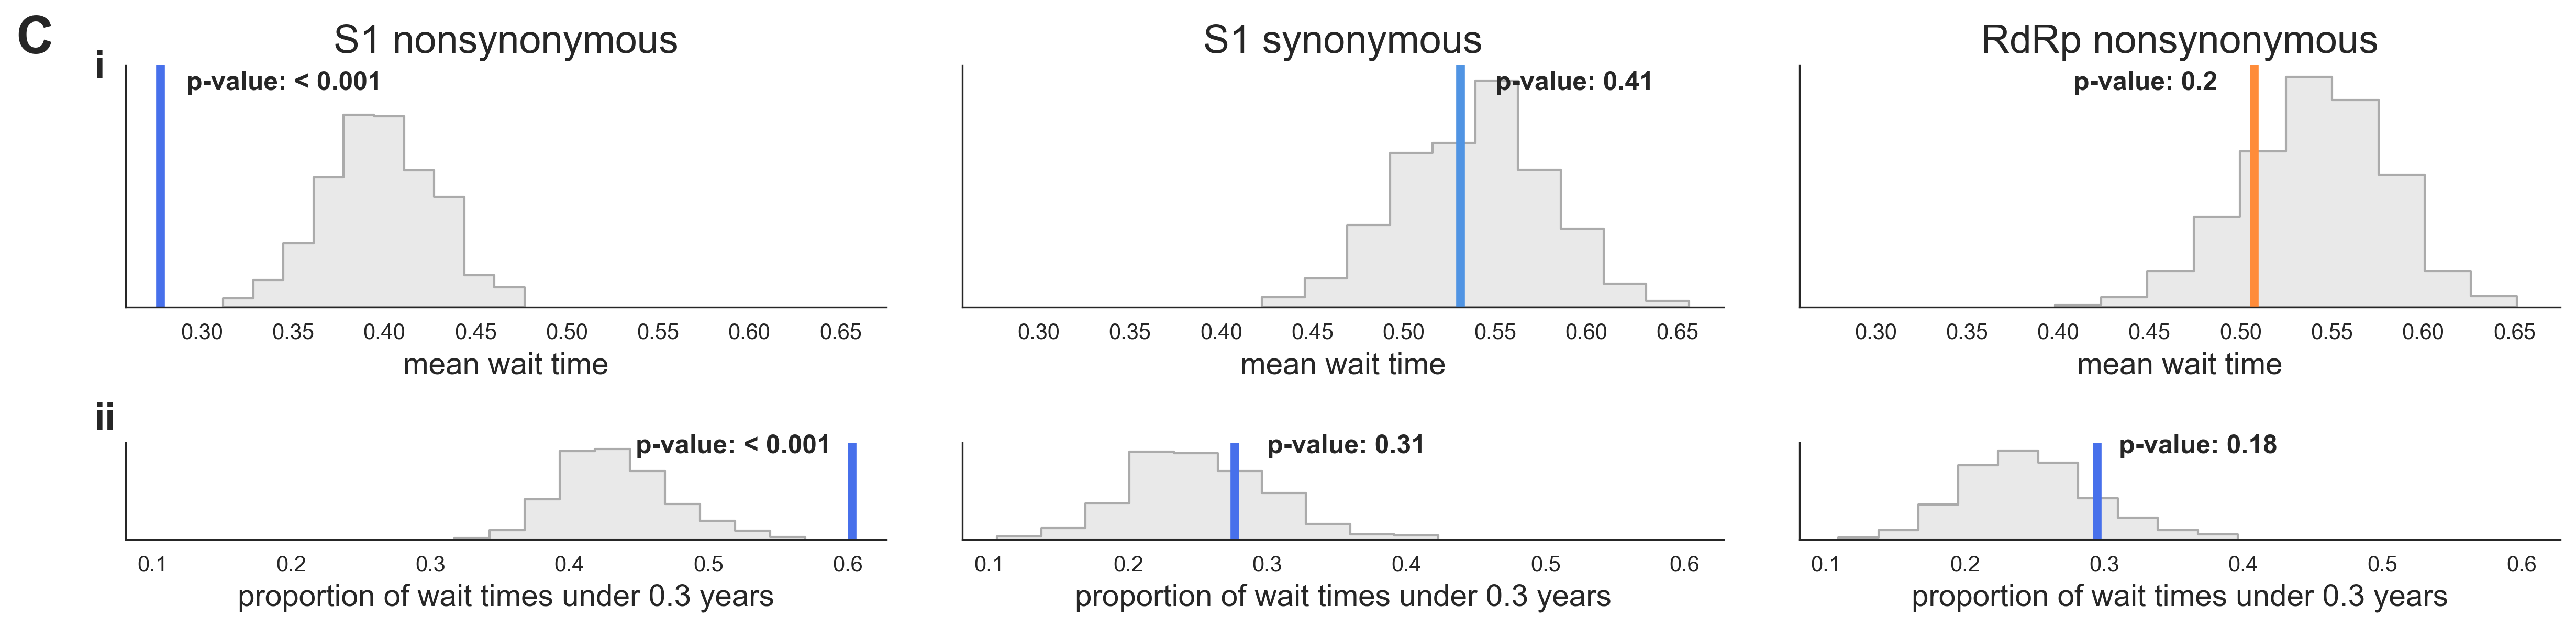 C
S1 nonsynonymous
S1 synonymous
RdRp nonsynonymous
i
p-value: < 0.001
p-value: 0.41
p-value: 0.2
0.30 0.35 0.40 0.45 0.50 0.55 0.60 0.65
mean wait time
0.30 0.35 0.40 0.45 0.50 0.55 0.60 0.65
mean wait time
0.30 0.35 0.40 0.45 0.50 0.55 0.60 0.65
mean wait time
ii
p-value: < 0.001
p-value: 0.31
p-value: 0.18
0.1 0.2 0.3 0.4 0.5 0.6
proportion of wait times under 0.3 years
0.1 0.2 0.3 0.4 0.5 0.6
proportion of wait times under 0.3 years
0.1 0.2 0.3 0.4 0.5 0.6
proportion of wait times under 0.3 years